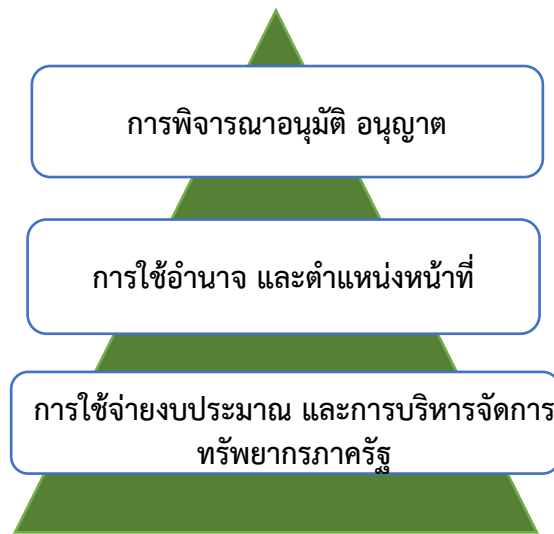 การพิจารณาอนุมัติ อนุญาต
การใช้อำนาจ และตำแหน่งหน้าที่
การใช้จ่ายงบประมาณ และการบริหารจัดการ
ทรัพยากรภาครัฐ